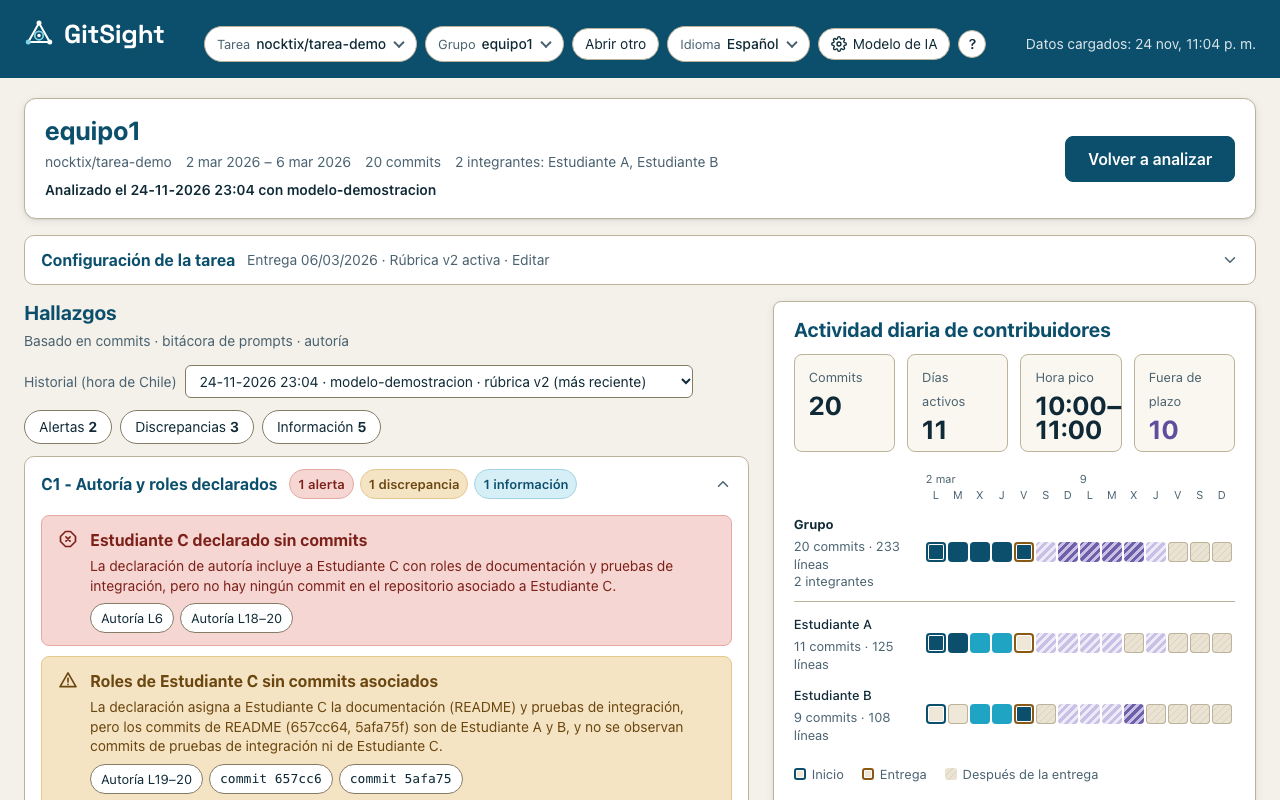 GitSight
Tarea nocktix/tarea-demo
Grupo equipo1
Abrir otro
Idioma Español
Modelo de IA
?
Datos cargados: 24 nov, 11:04 p. m.
equipo1
nocktix/tarea-demo 2 mar 2026 – 6 mar 2026 20 commits 2 integrantes: Estudiante A, Estudiante B
Analizado el 24-11-2026 23:04 con modelo-demostracion
Volver a analizar
Configuración de la tarea Entrega 06/03/2026 · Rúbrica v2 activa · Editar
Hallazgos
Basado en commits · bitácora de prompts · autoría
Historial (hora de Chile) 24-11-2026 23:04 · modelo-demostracion · rúbrica v2 (más reciente)
Alertas 2 Discrepancias 3 Información 5
C1 - Autoría y roles declarados 1 alerta 1 discrepancia 1 información
Estudiante C declarado sin commits
La declaración de autoría incluye a Estudiante C con roles de documentación y pruebas de
integración, pero no hay ningún commit en el repositorio asociado a Estudiante C.
Autoría L6 Autoría L18–20
Roles de Estudiante C sin commits asociados
La declaración asigna a Estudiante C la documentación (README) y pruebas de integración,
pero los commits de README (657cc64, 5afa75f) son de Estudiante A y B, y no se observan
commits de pruebas de integración ni de Estudiante C.
Autoría L19–20 commit 657cc6 commit 5afa75
Actividad diaria de contribuidores
Commits
20
Días
activos
11
Hora pico
10:00–
11:00
Fuera de
plazo
10
2 mar 9
L M X J V S D L M X J V S D
Grupo
20 commits · 233
líneas
2 integrantes
Estudiante A
11 commits · 125
líneas
Estudiante B
9 commits · 108
líneas
Inicio Entrega Después de la entrega